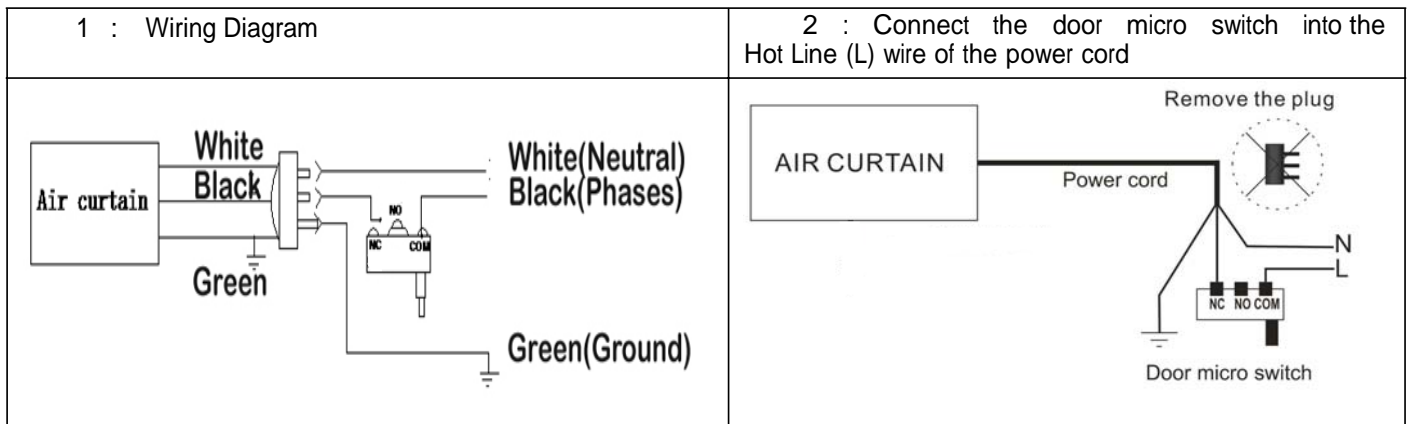 1 : Wiring Diagram
2 : Connect the door micro switch into the
Hot Line (L) wire of the power cord
Air curtain
White
Black
Green
NO
NC
COM
White(Neutral)
Black(Phases)
Green(Ground)
Remove the plug
AIR CURTAIN
Power cord
N
L
NC NO COM
Door micro switch